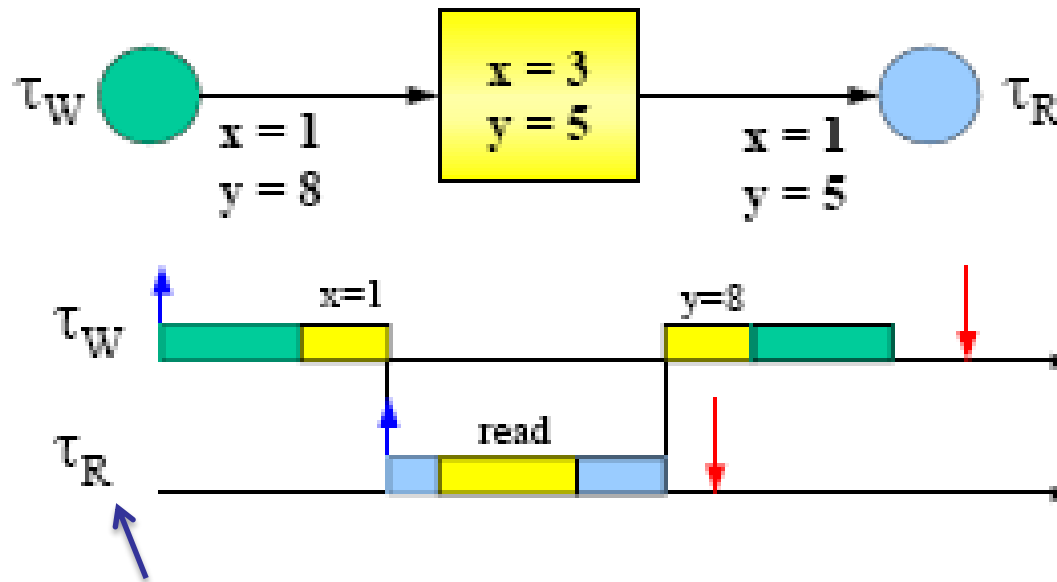 τW
x = 1
y = 8
x = 3
y = 5
x = 1
y = 5
τR
τW
x=1
y=8
τR
read